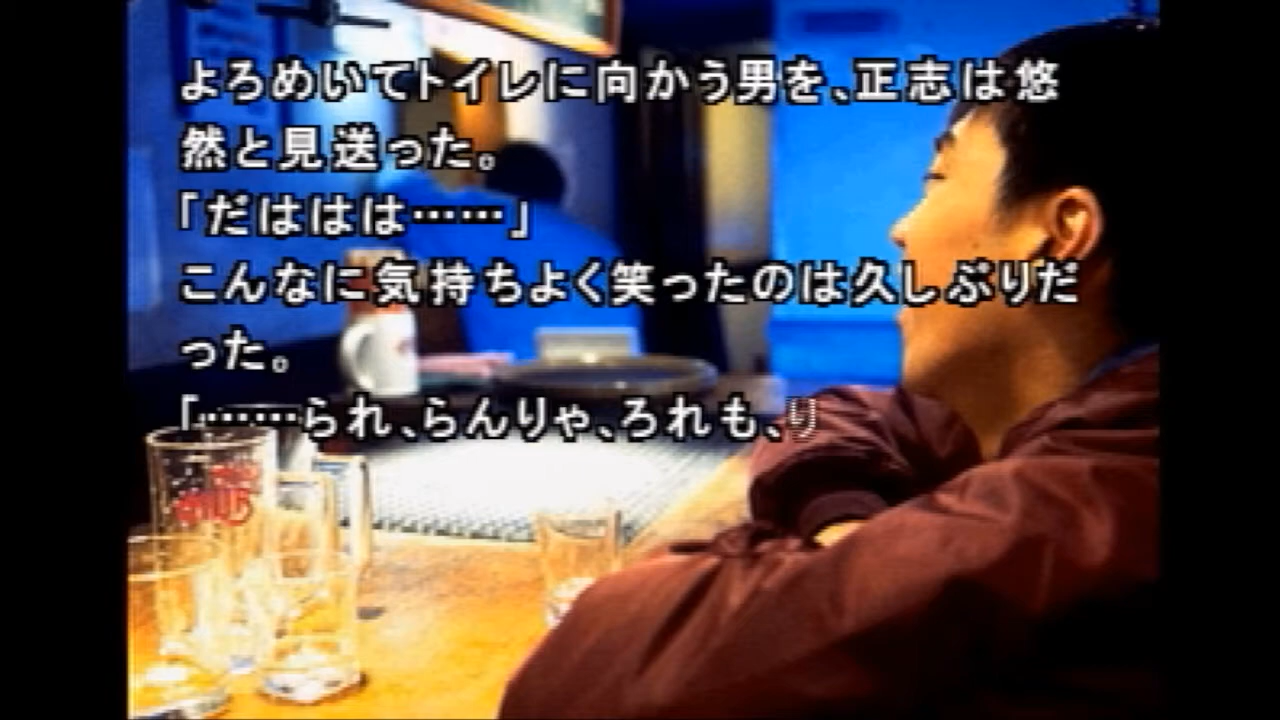 よろめいてトイレに向かう男を、正志は悠
然と見送った。
「だははは……」
こんなに気持ちよく笑ったのは久しぶりだ
った。
「……られ、らんりゃ、ろれも、り